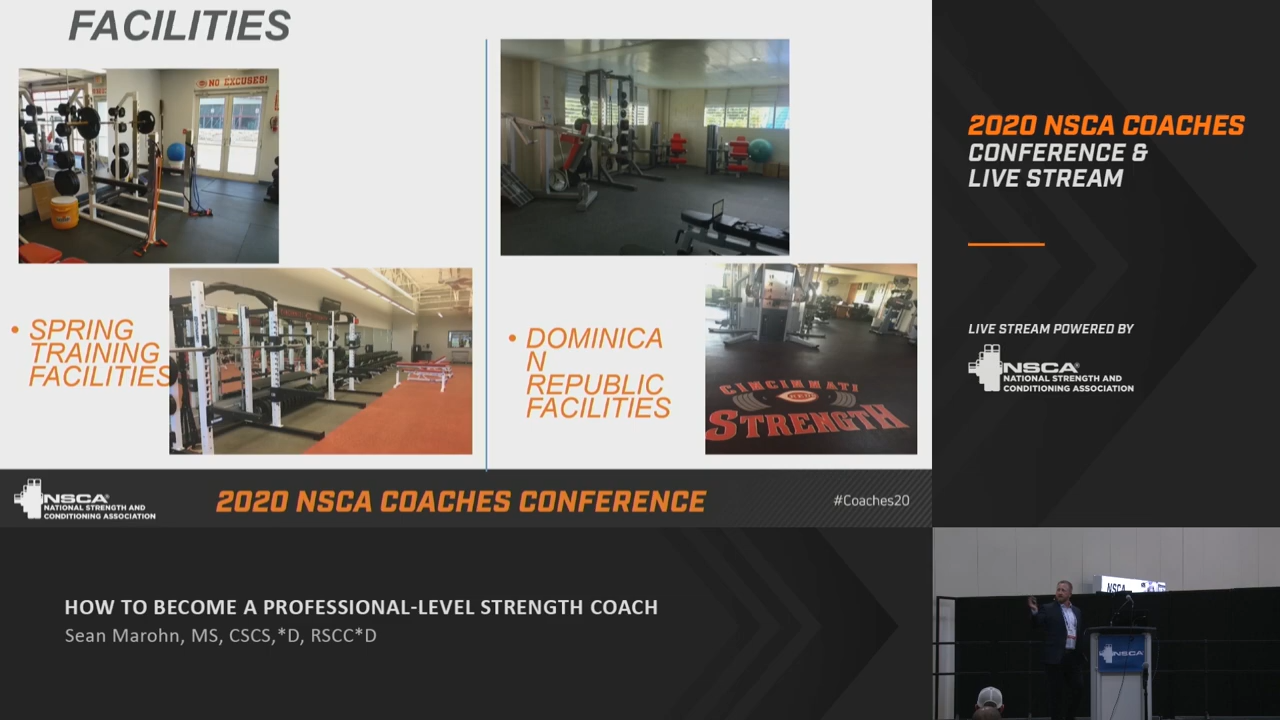 FACILITIES
NO EXCUSES!
• SPRING
TRAINING
FACILITIES
• DOMINICA
N
REPUBLIC
FACILITIES
CINCINNATI
REDS
STRENGTH
NSCA
NATIONAL STRENGTH AND
CONDITIONING ASSOCIATION
2020 NSCA COACHES CONFERENCE
#Coaches20
2020 NSCA COACHES
CONFERENCE &
LIVE STREAM
LIVE STREAM POWERED BY
NSCA
NATIONAL STRENGTH AND
CONDITIONING ASSOCIATION
HOW TO BECOME A PROFESSIONAL-LEVEL STRENGTH COACH
Sean Marohn, MS, CSCS,*D, RSCC*D
NSCA
NSCA